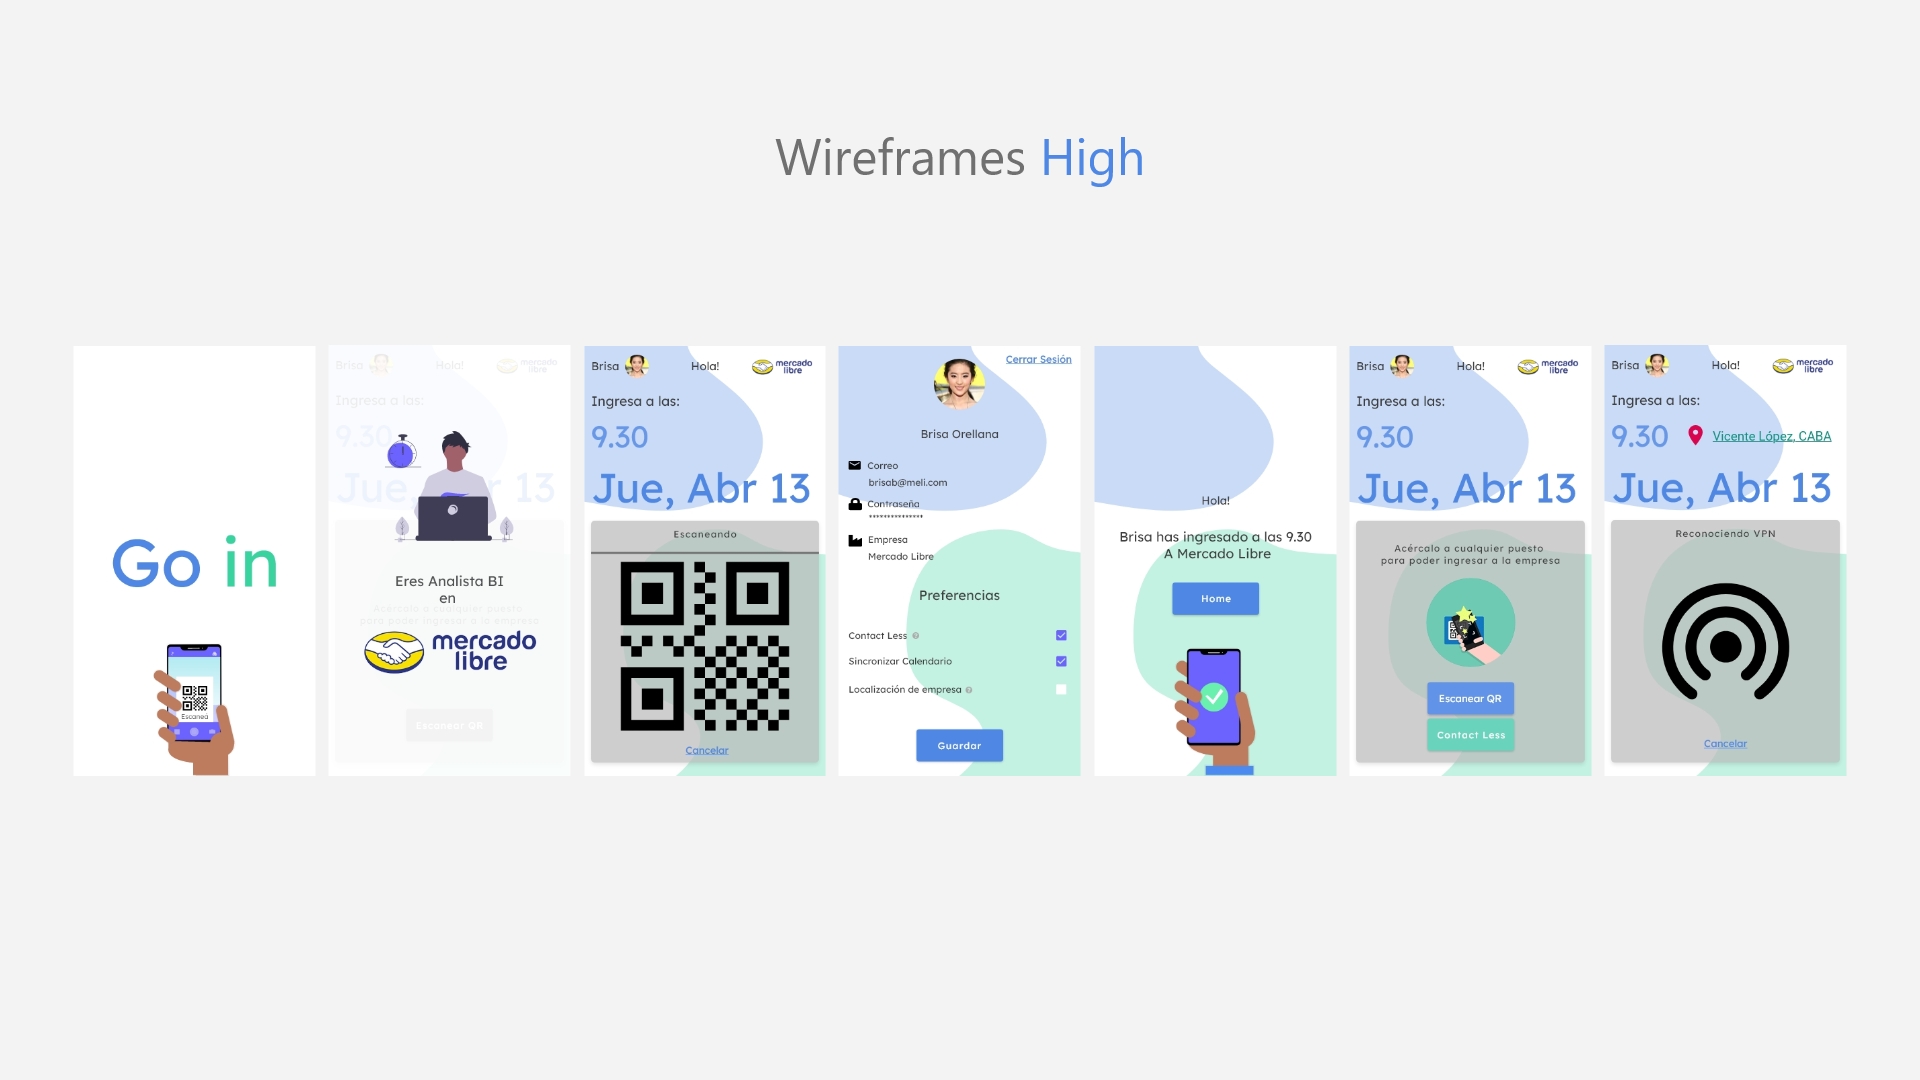 Wireframes High
Go in
Escaneá
Brisa
Hola!
mercado
libre
Ingresa a las:
9.30
Jue, Abr 13
Eres Analista BI
en
Acércalo a cualquier puesto
para poder ingresar a la empresa
mercado
libre
Escanear QR
Brisa
Hola!
mercado
libre
Ingresa a las:
9.30
Jue, Abr 13
Escaneando
Cancelar
Cerrar Sesión
Brisa Orellana
Correo
brisab@meli.com
Contraseña
***************
Empresa
Mercado Libre
Preferencias
Contact Less
Sincronizar Calendario
Localización de empresa
Guardar
Hola!
Brisa has ingresado a las 9.30
A Mercado Libre
Home
Brisa
Hola!
mercado
libre
Ingresa a las:
9.30
Jue, Abr 13
Acércalo a cualquier puesto
para poder ingresar a la empresa
Escanear QR
Contact Less
Brisa
Hola!
mercado
libre
Ingresa a las:
9.30
Vicente López, CABA
Jue, Abr 13
Reconociendo VPN
Cancelar